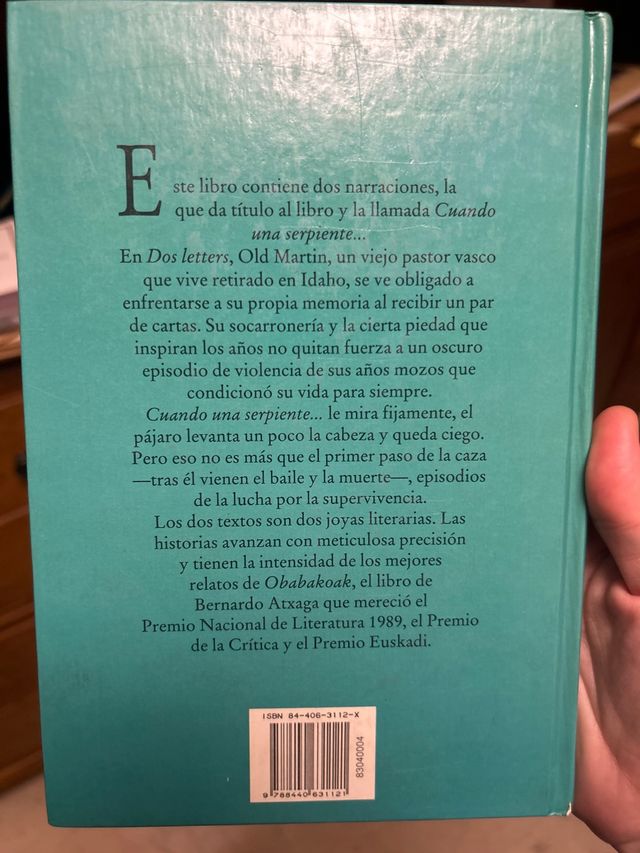 Este libro contiene dos narraciones, la
que da título al libro y la llamada Cuando
una serpiente...
En Dos letters, Old Martin, un viejo pastor vasco
que vive retirado en Idaho, se ve obligado a
enfrentarse a su propia memoria al recibir un par
de cartas. Su socarronería y la cierta piedad que
inspiran los años no quitan fuerza a un oscuro
episodio de violencia de sus años mozos que
condicionó su vida para siempre.
Cuando una serpiente... le mira fijamente, el
pájaro levanta un poco la cabeza y queda ciego.
Pero eso no es más que el primer paso de la caza
—tras él vienen el baile y la muerte—, episodios
de la lucha por la supervivencia.
Los dos textos son dos joyas literarias. Las
historias avanzan con meticulosa precisión
y tienen la intensidad de los mejores
relatos de Obabakoak, el libro de
Bernardo Atxaga que mereció el
Premio Nacional de Literatura 1989, el Premio
de la Crítica y el Premio Euskadi.
ISBN 84-406-3112-X
9 788440 631121
83040004